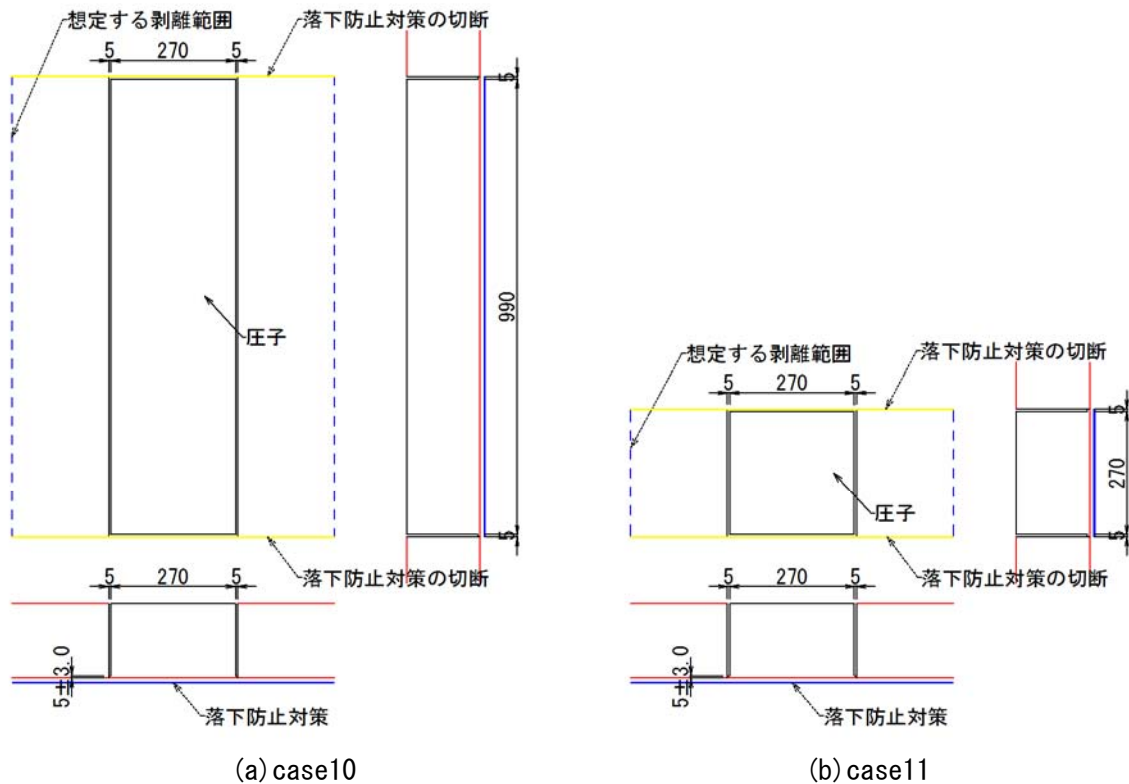 想定する剥離範囲
落下防止対策の切断
5 270 5
5
990
5
圧子
落下防止対策の切断
5 270 5
5±3.0
落下防止対策
(a)case10
想定する剥離範囲
落下防止対策の切断
5 270 5
5
270
5
圧子
落下防止対策の切断
5 270 5
5±3.0
落下防止対策
(b)case11